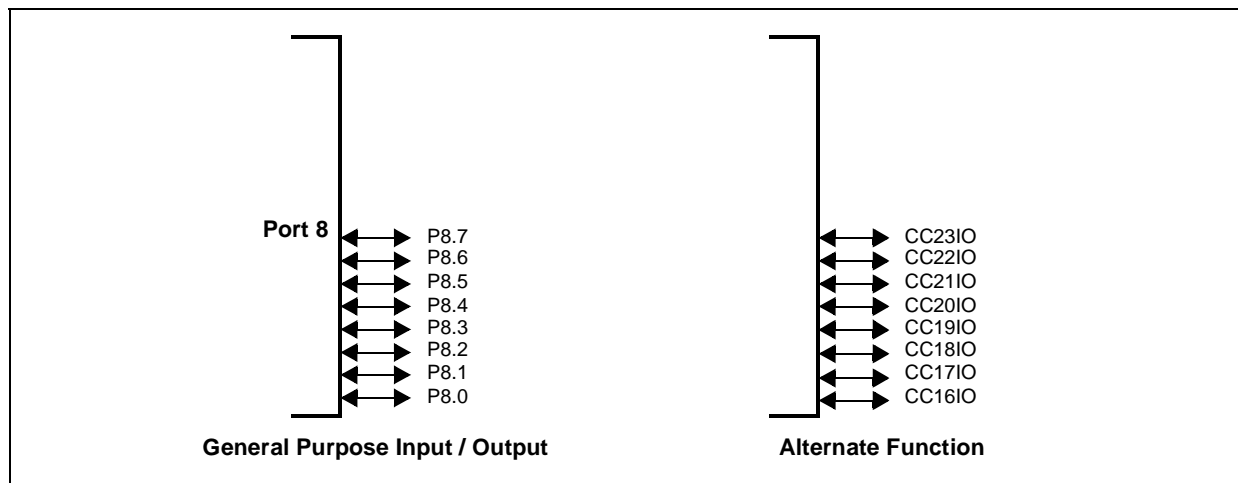 Port 8
P8.7
P8.6
P8.5
P8.4
P8.3
P8.2
P8.1
P8.0
General Purpose Input / Output
CC23IO
CC22IO
CC21IO
CC20IO
CC19IO
CC18IO
CC17IO
CC16IO
Alternate Function